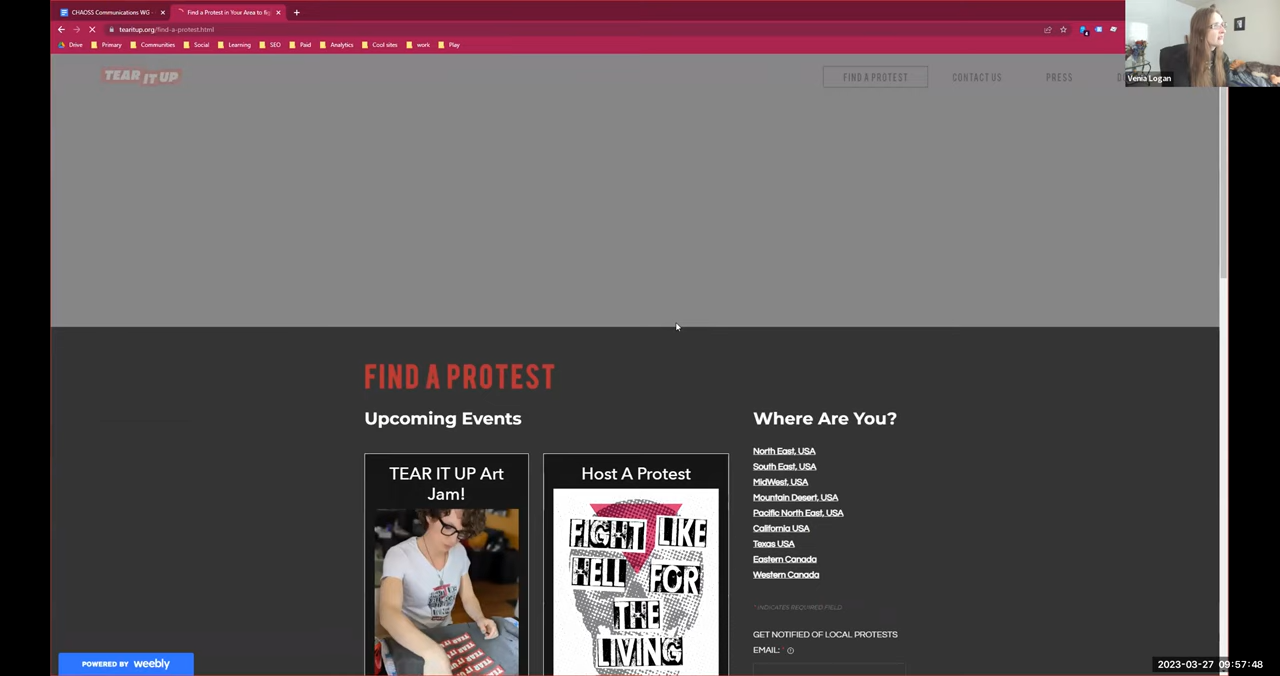 CHAOSS Communications WG
Find a Protest in Your Area to fig
tearitup.org/find-a-protest.html
Drive Primary Communities Social Learning SEO Paid Analytics Cool sites work Play
Venia Logan
TEAR IT UP
FIND A PROTEST CONTACT US PRESS
FIND A PROTEST
Upcoming Events
Where Are You?
TEAR IT UP Art
Jam!
Host A Protest
FIGHT LIKE
HELL FOR
THE
LIVING
North East, USA
South East, USA
MidWest, USA
Mountain Desert, USA
Pacific North East, USA
California USA
Texas USA
Eastern Canada
Western Canada
* INDICATES REQUIRED FIELD
GET NOTIFIED OF LOCAL PROTESTS
EMAIL: *
POWERED BY weebly
2023-03-27 09:57:48